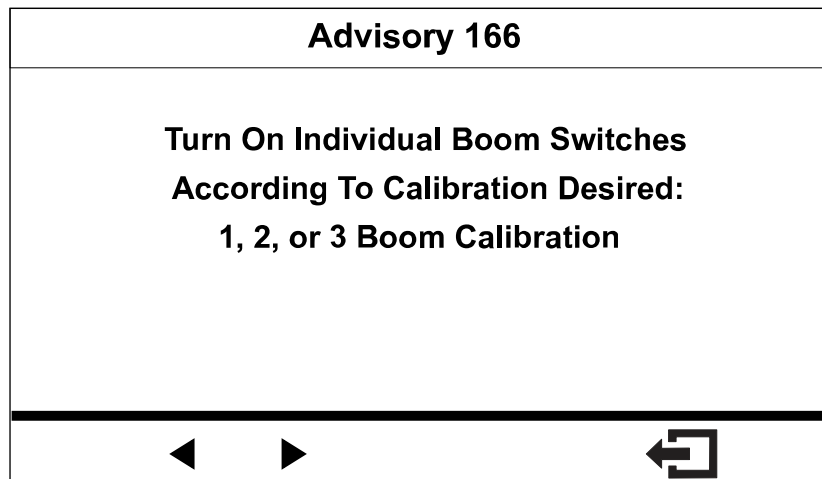 Advisory 166
Turn On Individual Boom Switches
According To Calibration Desired:
1, 2, or 3 Boom Calibration